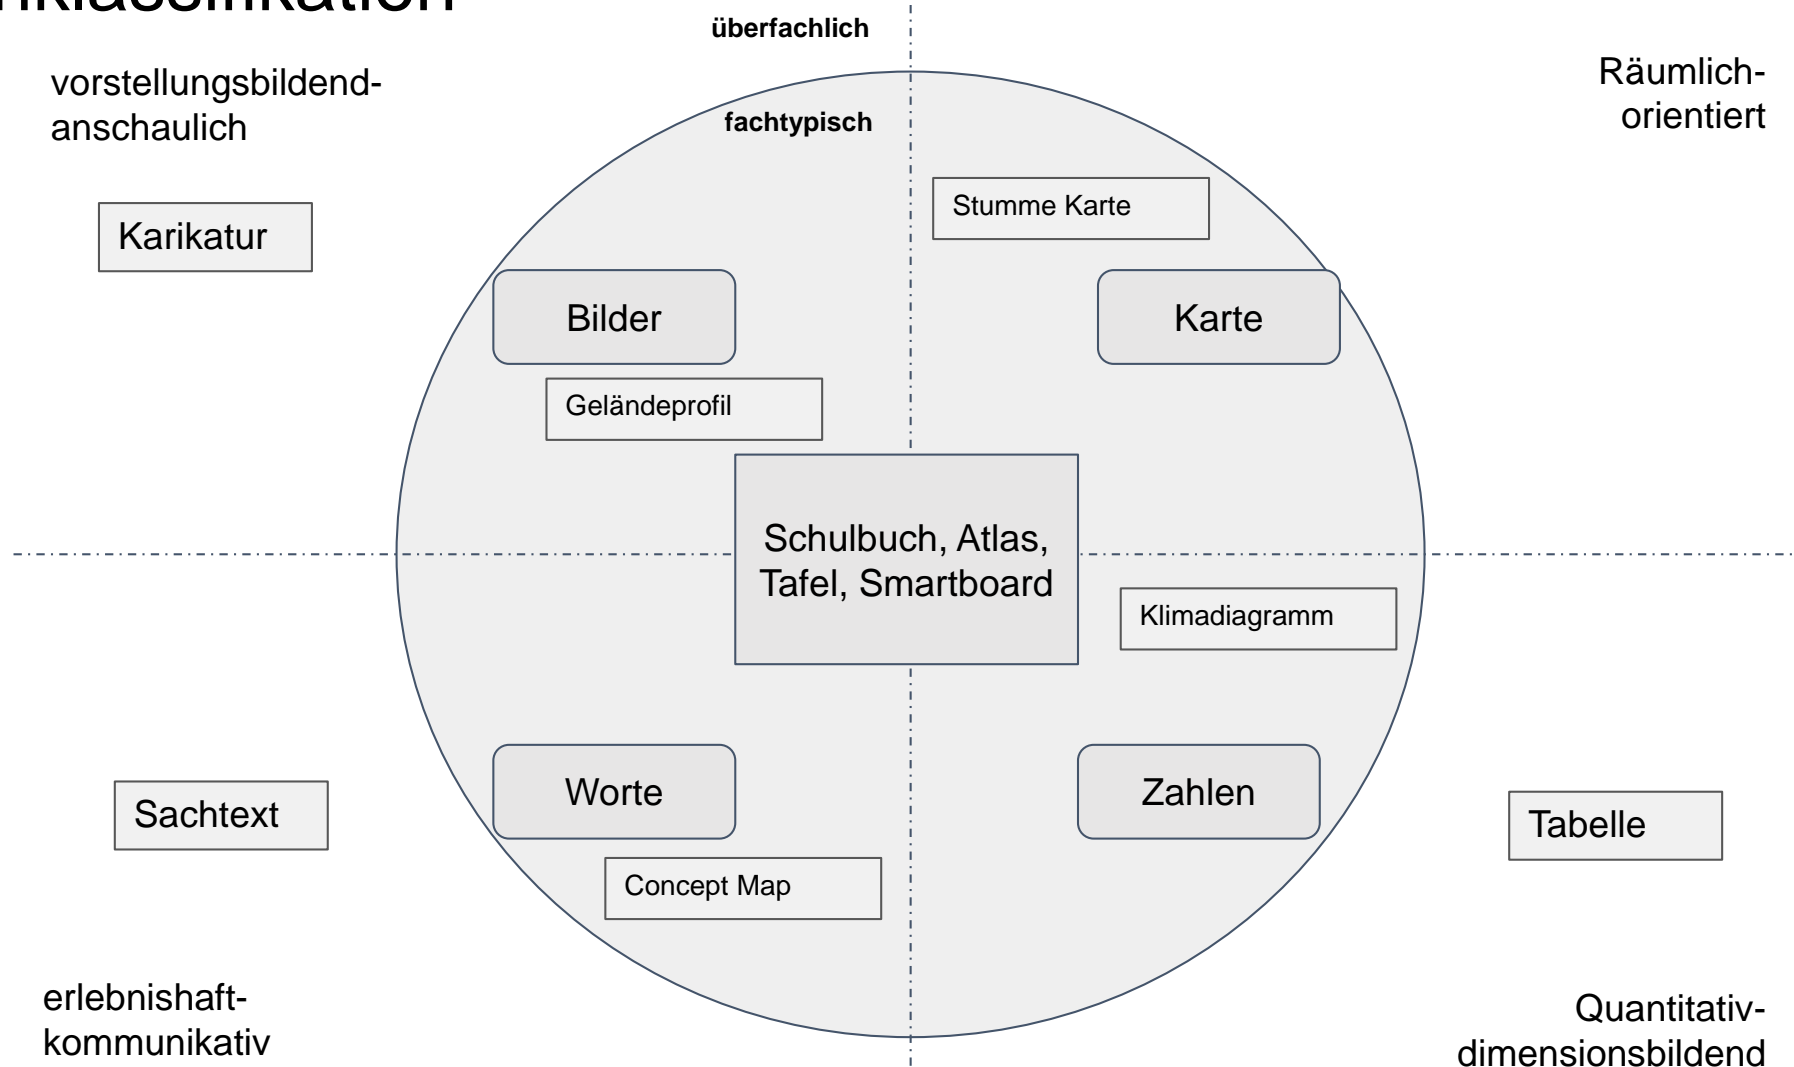 überfachlich
vorstellungsbildend-
anschaulich
Räumlich-
orientiert
fachtypisch
Karikatur
Stumme Karte
Bilder
Karte
Geländeprofil
Schulbuch, Atlas,
Tafel, Smartboard
Klimadiagramm
Worte
Zahlen
Sachtext
Tabelle
Concept Map
erlebnishaft-
kommunikativ
Quantitativ-
dimensionsbildend